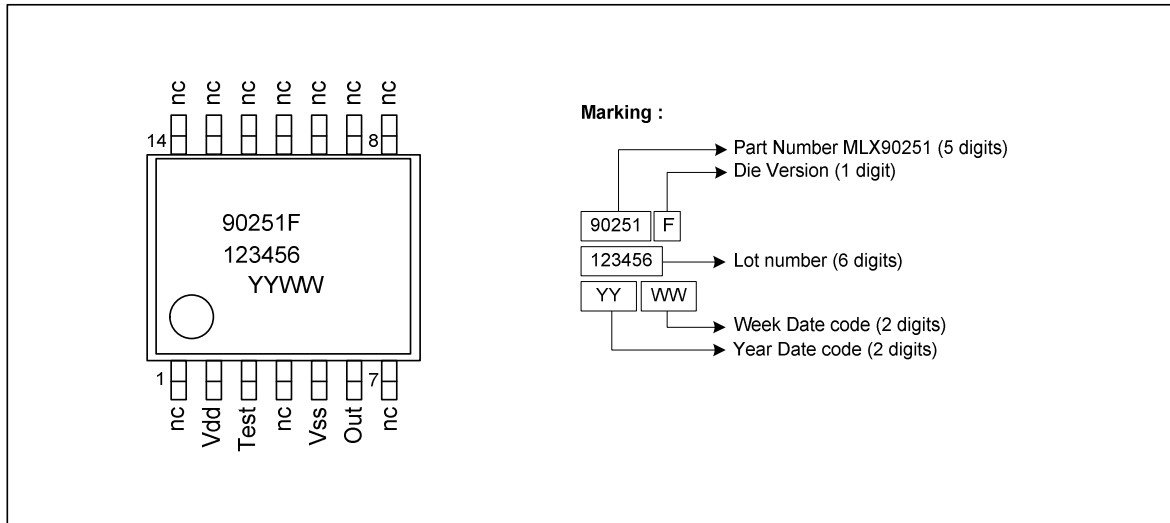 nc nc nc nc nc nc nc
14 8
90251F
123456
YYWW
1 7
nc Vdd Test nc Vss Out nc
Marking :
Part Number MLX90251 (5 digits)
Die Version (1 digit)
90251 F
123456 Lot number (6 digits)
YY WW
Week Date code (2 digits)
Year Date code (2 digits)